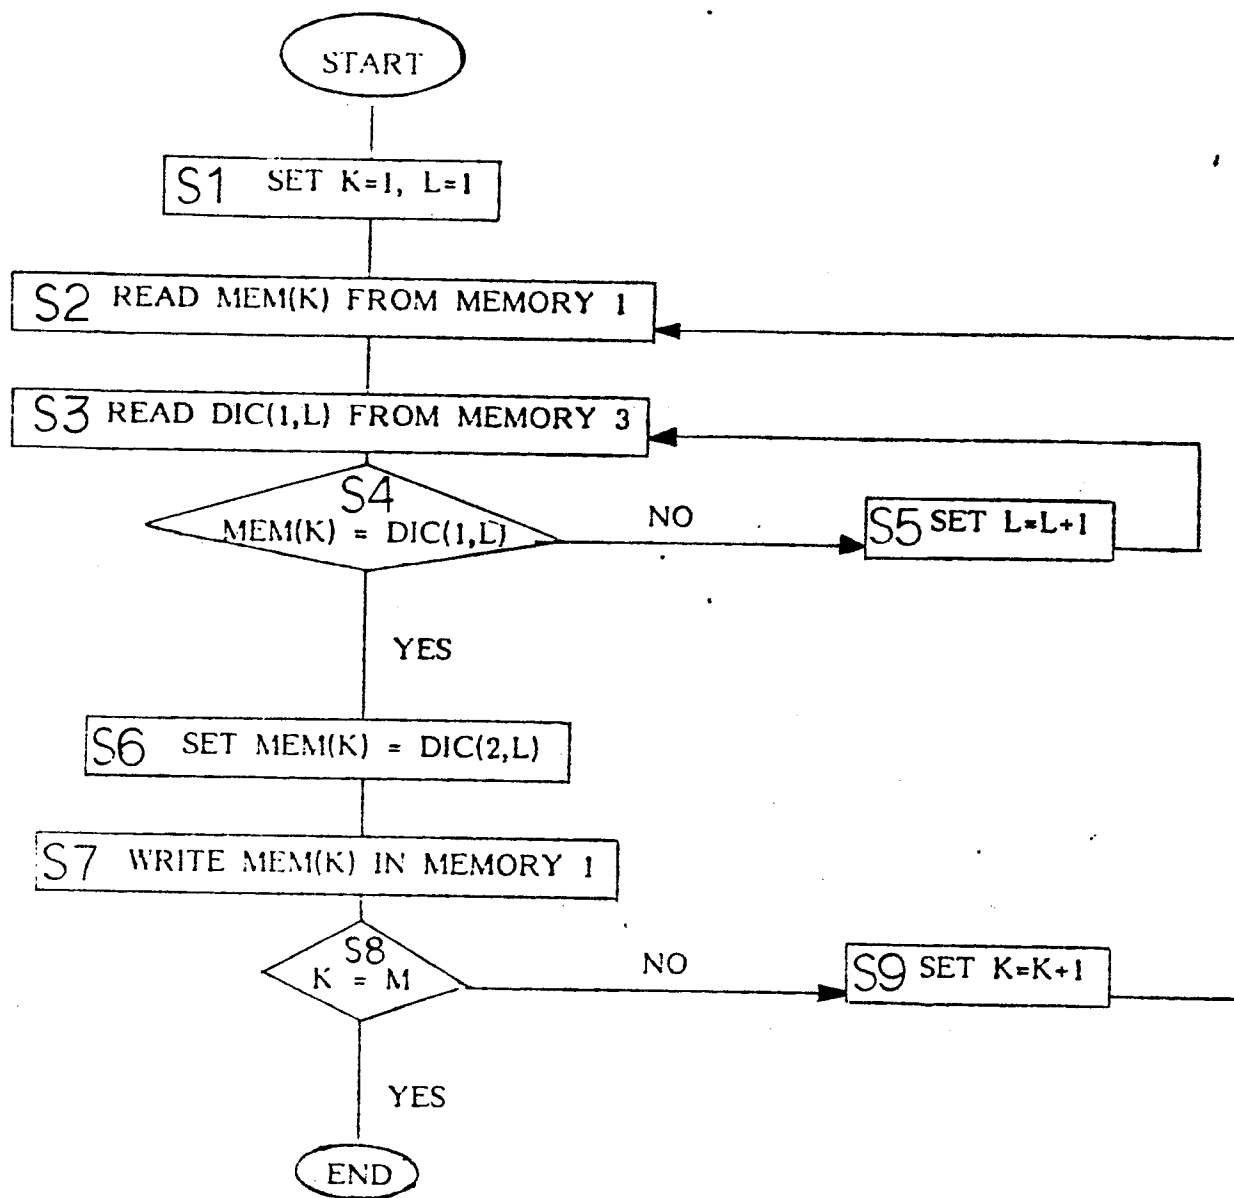 START
S1 SET K=1, L=1
S2 READ MEM(K) FROM MEMORY 1
S3 READ DIC(1,L) FROM MEMORY 3
S4
MEM(K) = DIC(1,L)
NO
S5 SET L=L+1
YES
S6 SET MEM(K) = DIC(2,L)
S7 WRITE MEM(K) IN MEMORY 1
S8
K = M
NO
S9 SET K=K+1
YES
END